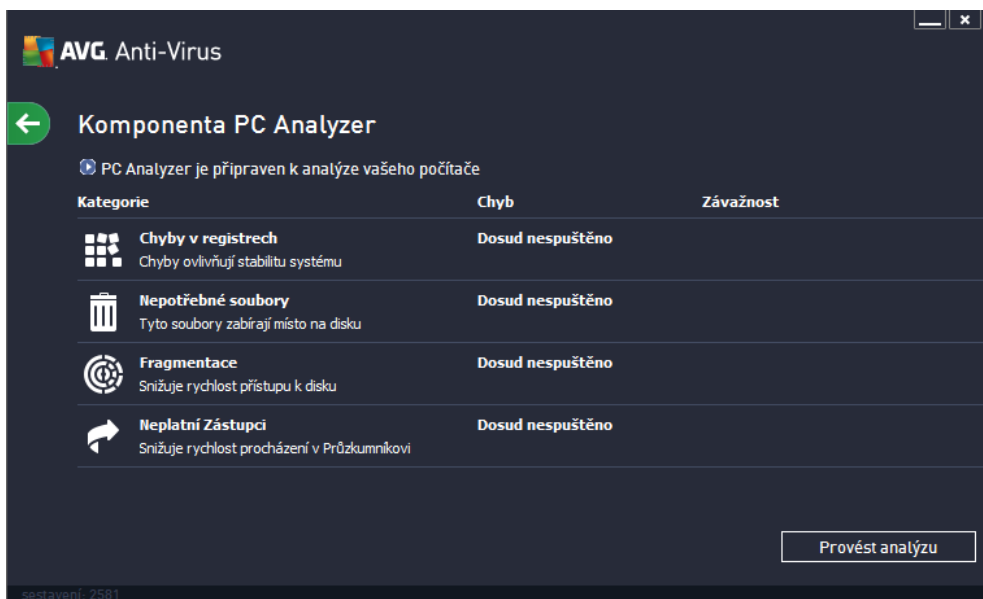 AVG. Anti-Virus
Komponenta PC Analyzer
PC Analyzer je připraven k analýze vašeho počítače
Kategorie Chyb Závažnost
Chyby v registrech Dosud nespuštěno
Chyby ovlivňují stabilitu systému
Nepotřebné soubory Dosud nespuštěno
Tyto soubory zabírají místo na disku
Fragmentace Dosud nespuštěno
Snižuje rychlost přístupu k disku
Neplatní Zástupci Dosud nespuštěno
Snižuje rychlost procházení v Průzkumníkovi
Provést analýzu
sestavení: 2581